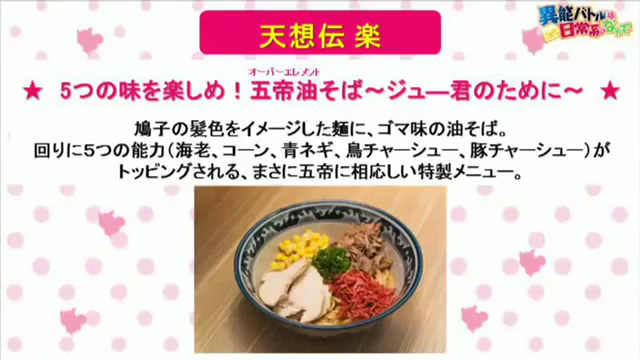 異能バトルは
日常系のなかで
天想伝 楽
オーバーエレメント
★ 5つの味を楽しめ！五帝油そば～ジュー君のために～ ★
鳩子の髪色をイメージした麺に、ゴマ味の油そば。
回りに5つの能力（海老、コーン、青ネギ、鳥チャーシュー、豚チャーシュー）が
トッピングされる、まさに五帝に相応しい特製メニュー。